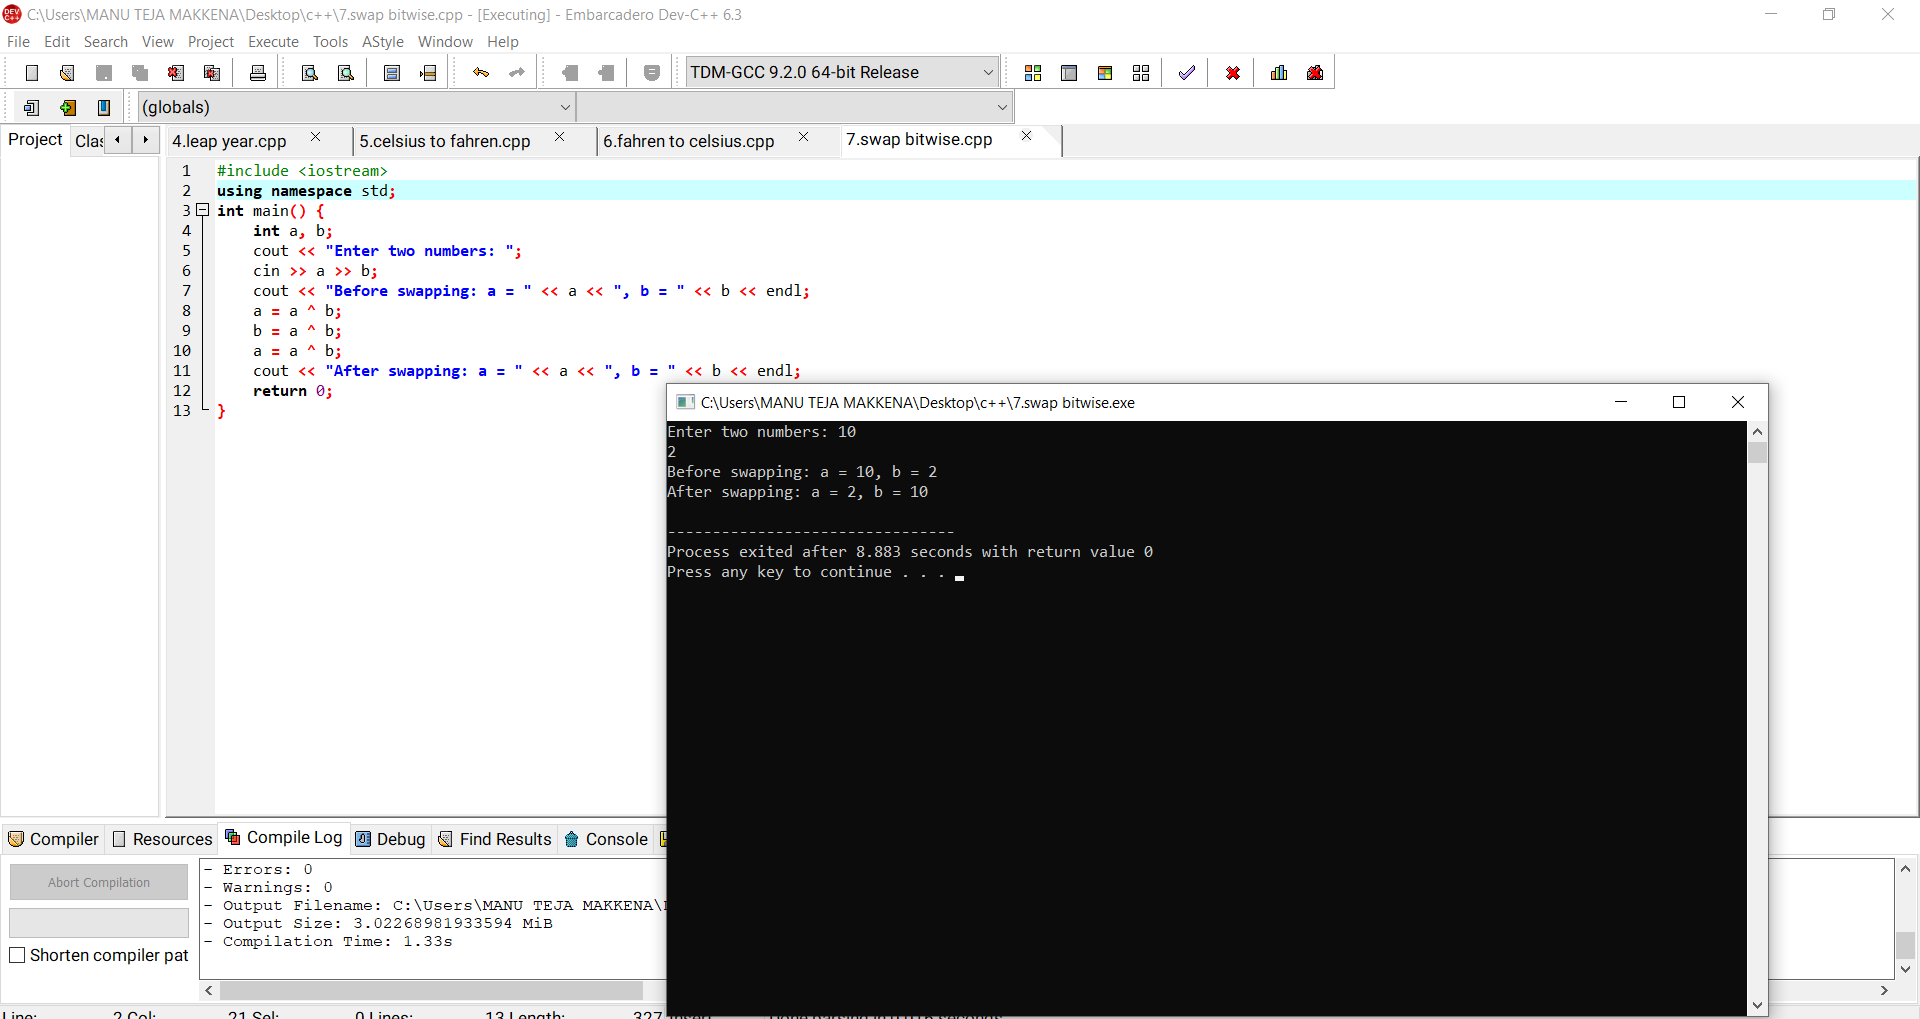 C:\Users\MANU TEJA MAKKENA\Desktop\c++\7.swap bitwise.cpp - [Executing] - Embarcadero Dev-C++ 6.3
File Edit Search View Project Execute Tools AStyle Window Help
TDM-GCC 9.2.0 64-bit Release
(globals)
Project Clas 4.leap year.cpp 5.celsius to fahren.cpp 6.fahren to celsius.cpp 7.swap bitwise.cpp
1 #include <iostream>
2 using namespace std;
3 int main() {
4 int a, b;
5 cout << "Enter two numbers: ";
6 cin >> a >> b;
7 cout << "Before swapping: a = " << a << ", b = " << b << endl;
8 a = a ^ b;
9 b = a ^ b;
10 a = a ^ b;
11 cout << "After swapping: a = " << a << ", b = " << b << endl;
12 return 0;
13 }
C:\Users\MANU TEJA MAKKENA\Desktop\c++\7.swap bitwise.exe
Enter two numbers: 10
2
Before swapping: a = 10, b = 2
After swapping: a = 2, b = 10
--------------------------------
Process exited after 8.883 seconds with return value 0
Press any key to continue . . .
Compiler Resources Compile Log Debug Find Results Console
Abort Compilation
Shorten compiler pat
- Errors: 0
- Warnings: 0
- Output Filename: C:\Users\MANU TEJA MAKKENA\
- Output Size: 3.02268981933594 MiB
- Compilation Time: 1.33s
Line: 2 Col: 21 Sel: 0 Lines: 13 Length: 327